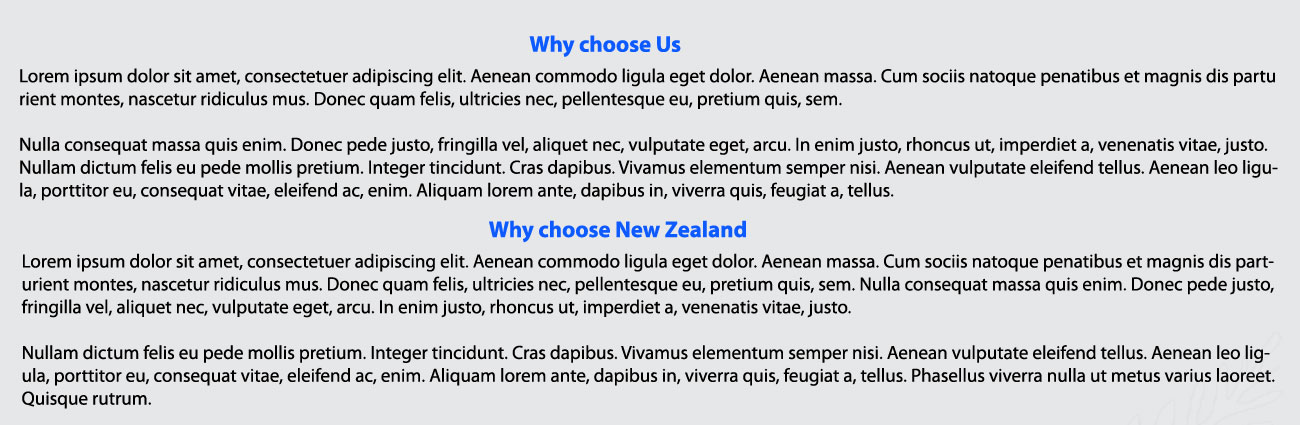 Why choose Us
Lorem ipsum dolor sit amet, consectetuer adipiscing elit. Aenean commodo ligula eget dolor. Aenean massa. Cum sociis natoque penatibus et magnis dis partu
rient montes, nascetur ridiculus mus. Donec quam felis, ultricies nec, pellentesque eu, pretium quis, sem.
Nulla consequat massa quis enim. Donec pede justo, fringilla vel, aliquet nec, vulputate eget, arcu. In enim justo, rhoncus ut, imperdiet a, venenatis vitae, justo.
Nullam dictum felis eu pede mollis pretium. Integer tincidunt. Cras dapibus. Vivamus elementum semper nisi. Aenean vulputate eleifend tellus. Aenean leo ligu-
la, porttitor eu, consequat vitae, eleifend ac, enim. Aliquam lorem ante, dapibus in, viverra quis, feugiat a, tellus.
Why choose New Zealand
Lorem ipsum dolor sit amet, consectetuer adipiscing elit. Aenean commodo ligula eget dolor. Aenean massa. Cum sociis natoque penatibus et magnis dis part-
urient montes, nascetur ridiculus mus. Donec quam felis, ultricies nec, pellentesque eu, pretium quis, sem. Nulla consequat massa quis enim. Donec pede justo,
fringilla vel, aliquet nec, vulputate eget, arcu. In enim justo, rhoncus ut, imperdiet a, venenatis vitae, justo.
Nullam dictum felis eu pede mollis pretium. Integer tincidunt. Cras dapibus. Vivamus elementum semper nisi. Aenean vulputate eleifend tellus. Aenean leo lig-
ula, porttitor eu, consequat vitae, eleifend ac, enim. Aliquam lorem ante, dapibus in, viverra quis, feugiat a, tellus. Phasellus viverra nulla ut metus varius laoreet.
Quisque rutrum.